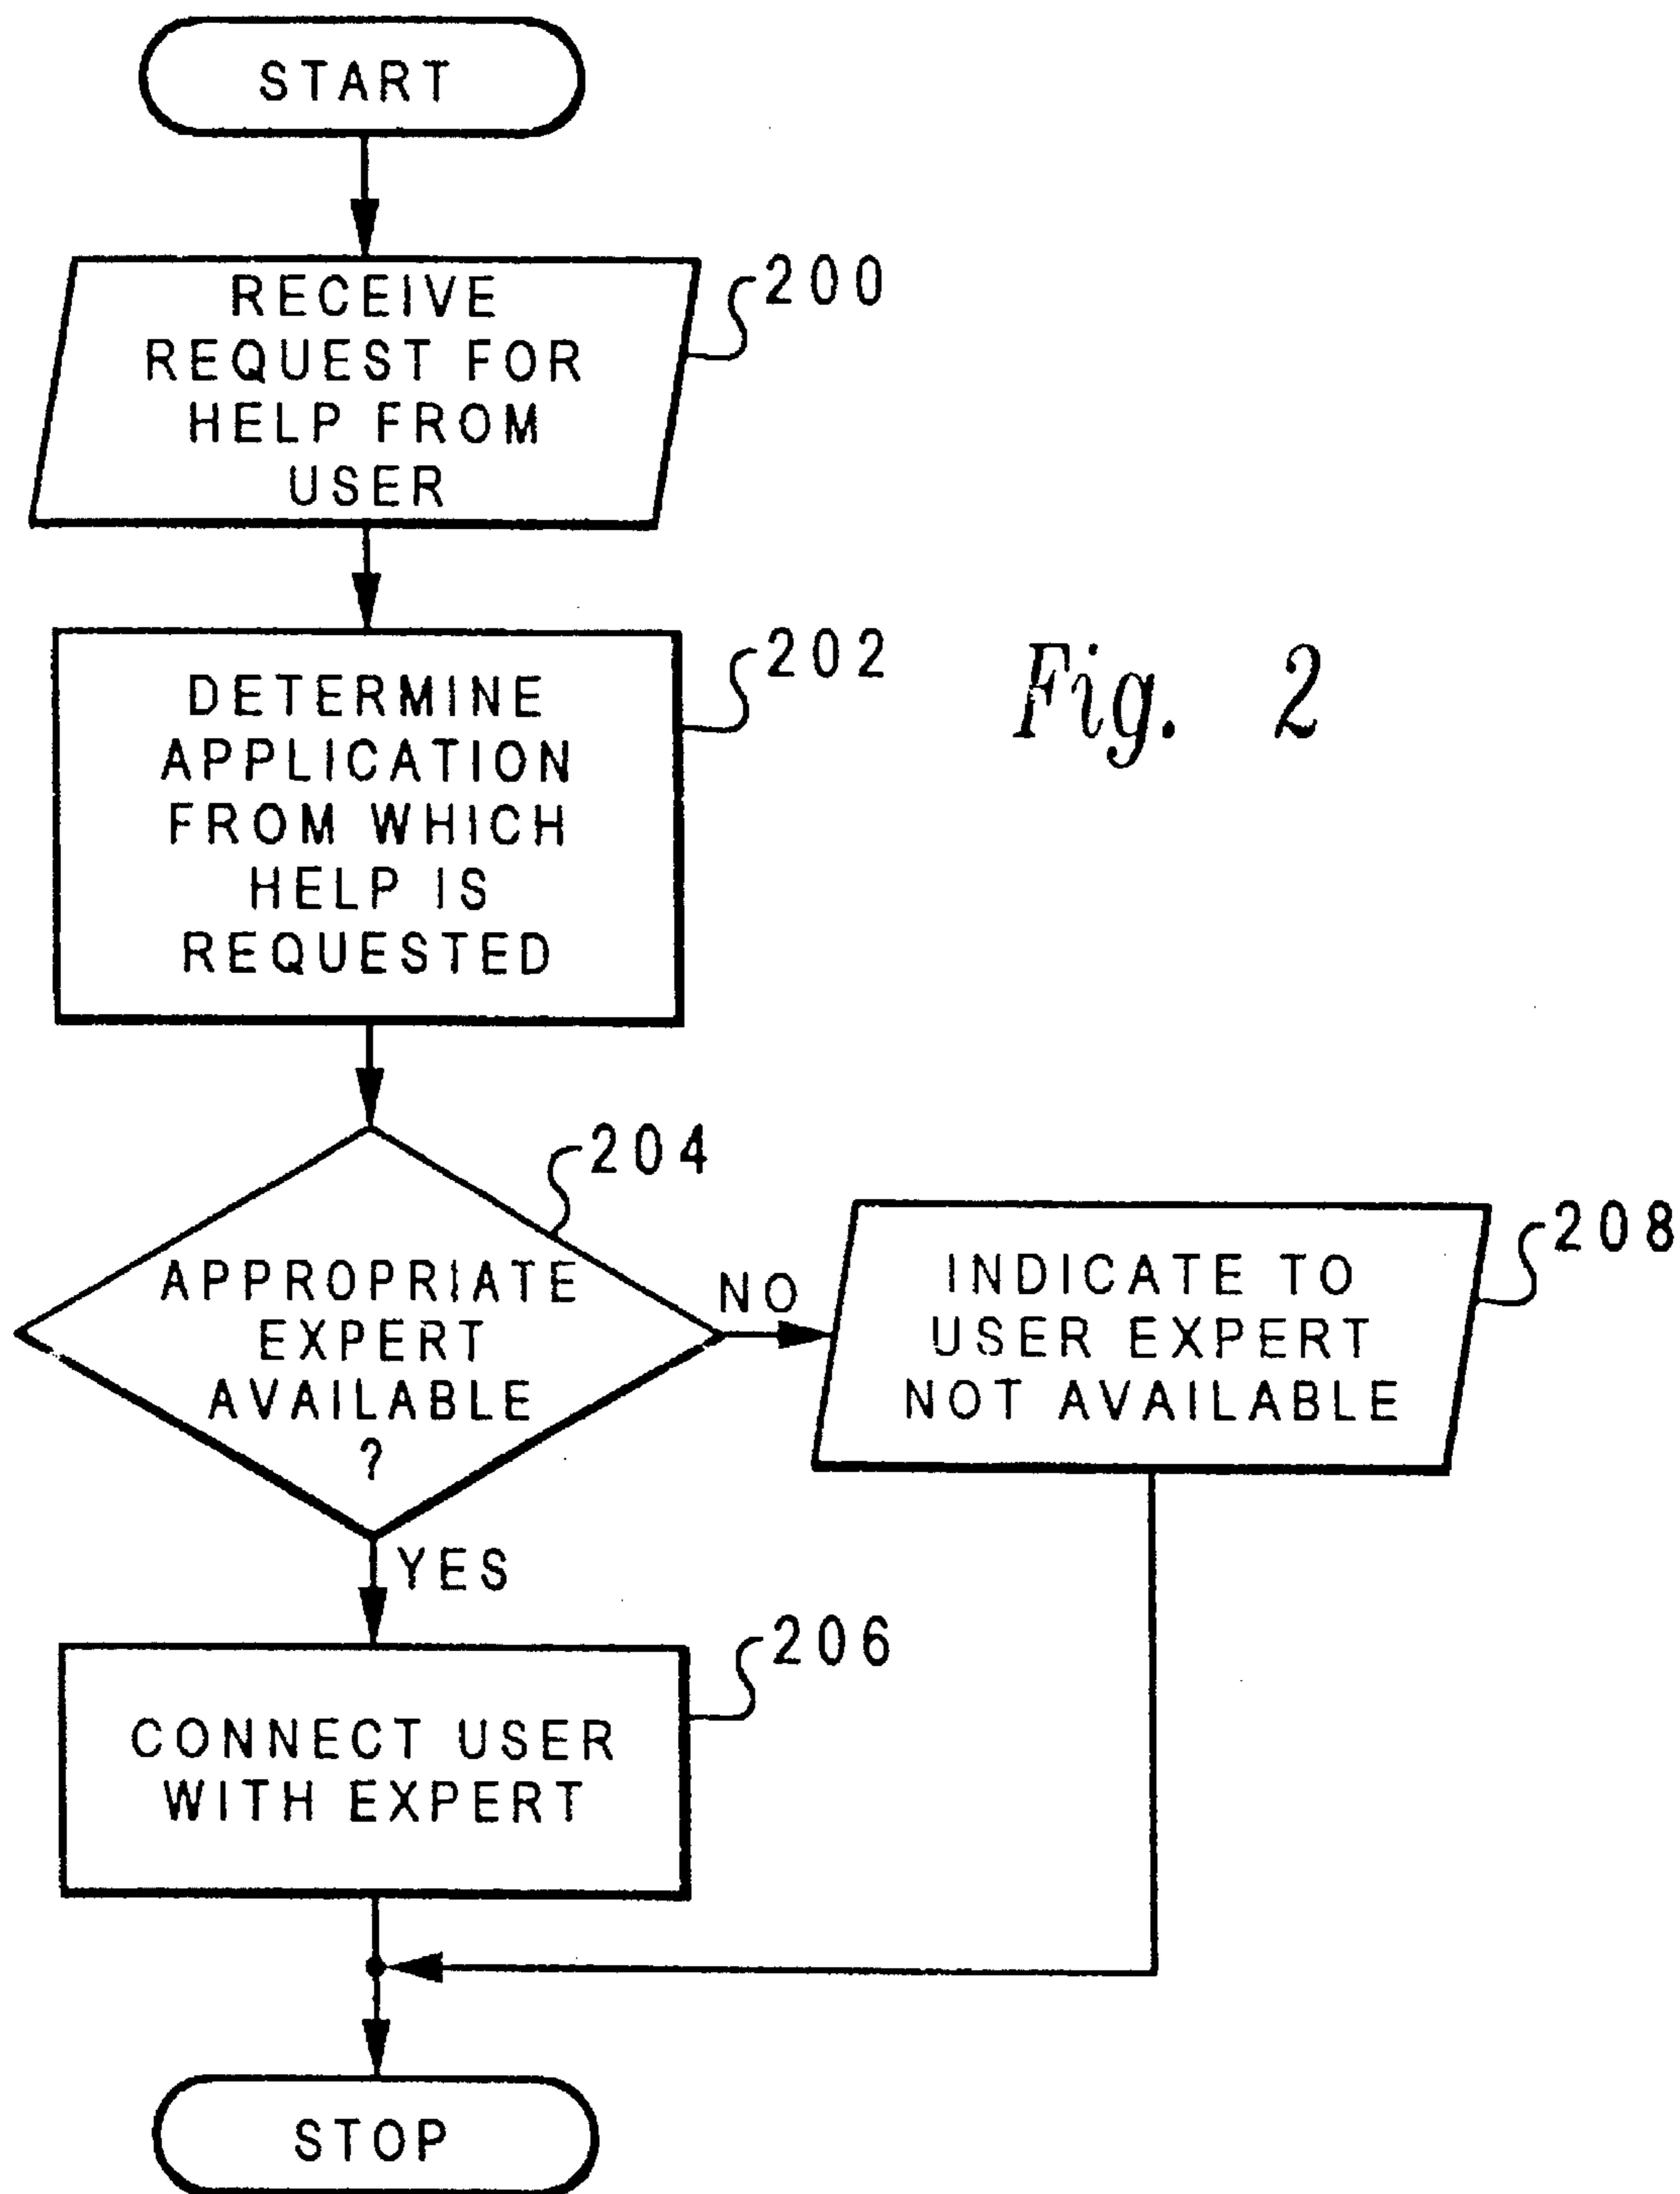 START
RECEIVE
REQUEST FOR
HELP FROM
USER
200
DETERMINE
APPLICATION
FROM WHICH
HELP IS
REQUESTED
202
Fig. 2
204
APPROPRIATE
EXPERT
AVAILABLE
?
NO
INDICATE TO
USER EXPERT
NOT AVAILABLE
208
YES
206
CONNECT USER
WITH EXPERT
STOP